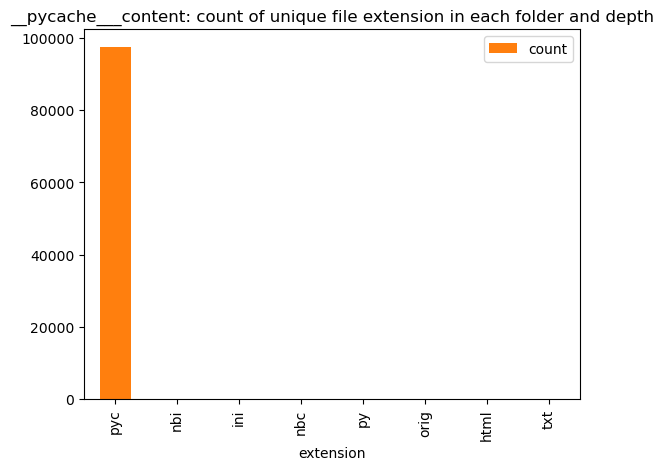 __pycache___content: count of unique file extension in each folder and depth
100000
80000
60000
40000
20000
0
count
pyc
nbi
ini
nbc
py
orig
html
txt
extension